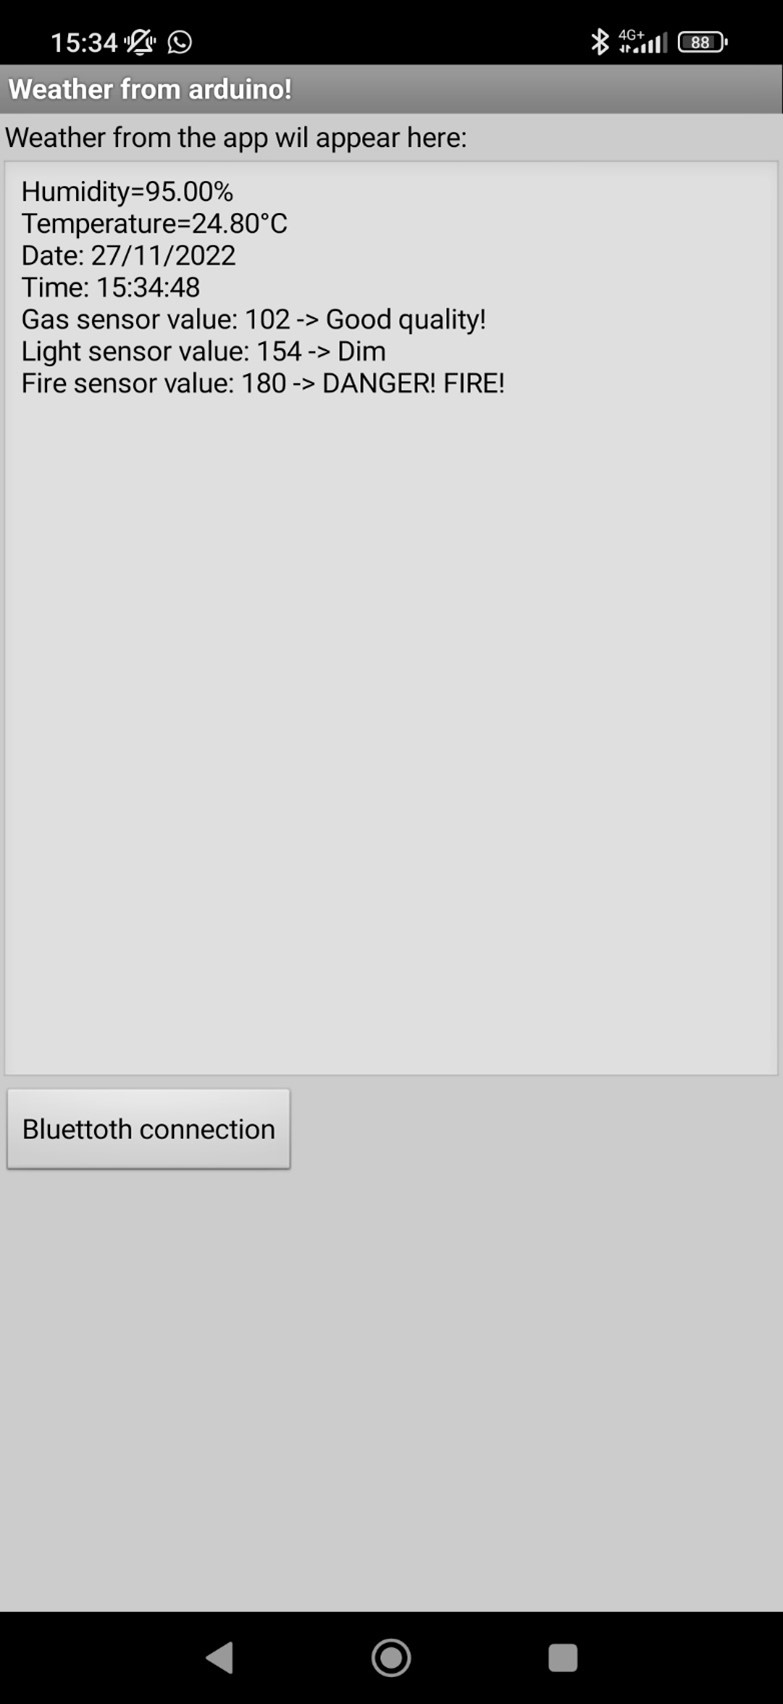 15:34
4G+
88
Weather from arduino!
Weather from the app wil appear here:
Humidity=95.00%
Temperature=24.80°C
Date: 27/11/2022
Time: 15:34:48
Gas sensor value: 102 -> Good quality!
Light sensor value: 154 -> Dim
Fire sensor value: 180 -> DANGER! FIRE!
Bluettoth connection